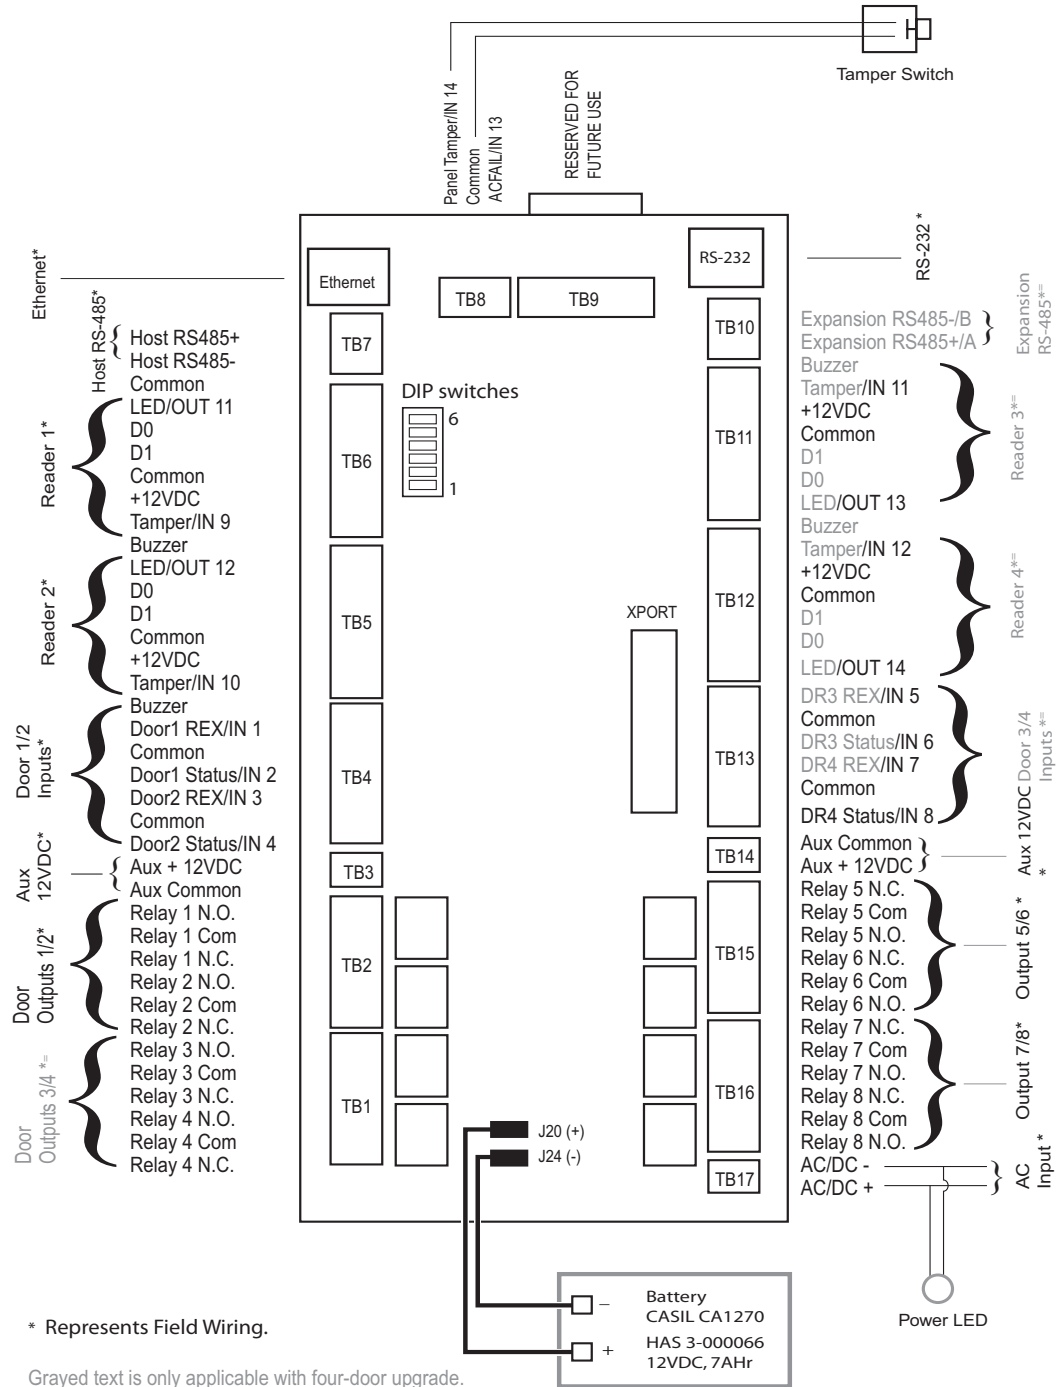 Tamper Switch
Panel Tamper/IN 14
Common
ACFAIL/IN 13
RESERVED FOR
FUTURE USE
Ethernet*
Ethernet
RS-232
RS-232 *
TB8
TB9
Host RS-485*
Host RS485+
Host RS485-
Common
TB7
TB10
Expansion RS485-/B
Expansion RS485+/A
Expansion
RS-485*=
DIP switches
6
1
Reader 1*
LED/OUT 11
D0
D1
Common
+12VDC
Tamper/IN 9
Buzzer
TB6
TB11
Buzzer
Tamper/IN 11
+12VDC
Common
D1
D0
LED/OUT 13
Reader 3*=
Reader 2*
LED/OUT 12
D0
D1
Common
+12VDC
Tamper/IN 10
Buzzer
TB5
XPORT
TB12
Buzzer
Tamper/IN 12
+12VDC
Common
D1
D0
LED/OUT 14
Reader 4*=
Door 1/2
Inputs*
Door1 REX/IN 1
Common
Door1 Status/IN 2
Door2 REX/IN 3
Common
Door2 Status/IN 4
TB4
TB13
DR3 REX/IN 5
Common
DR3 Status/IN 6
DR4 REX/IN 7
Common
DR4 Status/IN 8
Door 3/4
Inputs *=
Aux
12VDC*
Aux + 12VDC
Aux Common
TB3
TB14
Aux Common
Aux + 12VDC
Aux 12VDC
*
Door
Outputs 1/2*
Relay 1 N.O.
Relay 1 Com
Relay 1 N.C.
Relay 2 N.O.
Relay 2 Com
Relay 2 N.C.
TB2
TB15
Relay 5 N.C.
Relay 5 Com
Relay 5 N.O.
Relay 6 N.C.
Relay 6 Com
Relay 6 N.O.
Output 5/6 *
Door
Outputs 3/4 *=
Relay 3 N.O.
Relay 3 Com
Relay 3 N.C.
Relay 4 N.O.
Relay 4 Com
Relay 4 N.C.
TB1
TB16
Relay 7 N.C.
Relay 7 Com
Relay 7 N.O.
Relay 8 N.C.
Relay 8 Com
Relay 8 N.O.
Output 7/8*
J20 (+)
J24 (-)
TB17
AC/DC -
AC/DC +
AC
Input *
Power LED
–
+
Battery
CASIL CA1270
HAS 3-000066
12VDC, 7AHr
* Represents Field Wiring.
Grayed text is only applicable with four-door upgrade.